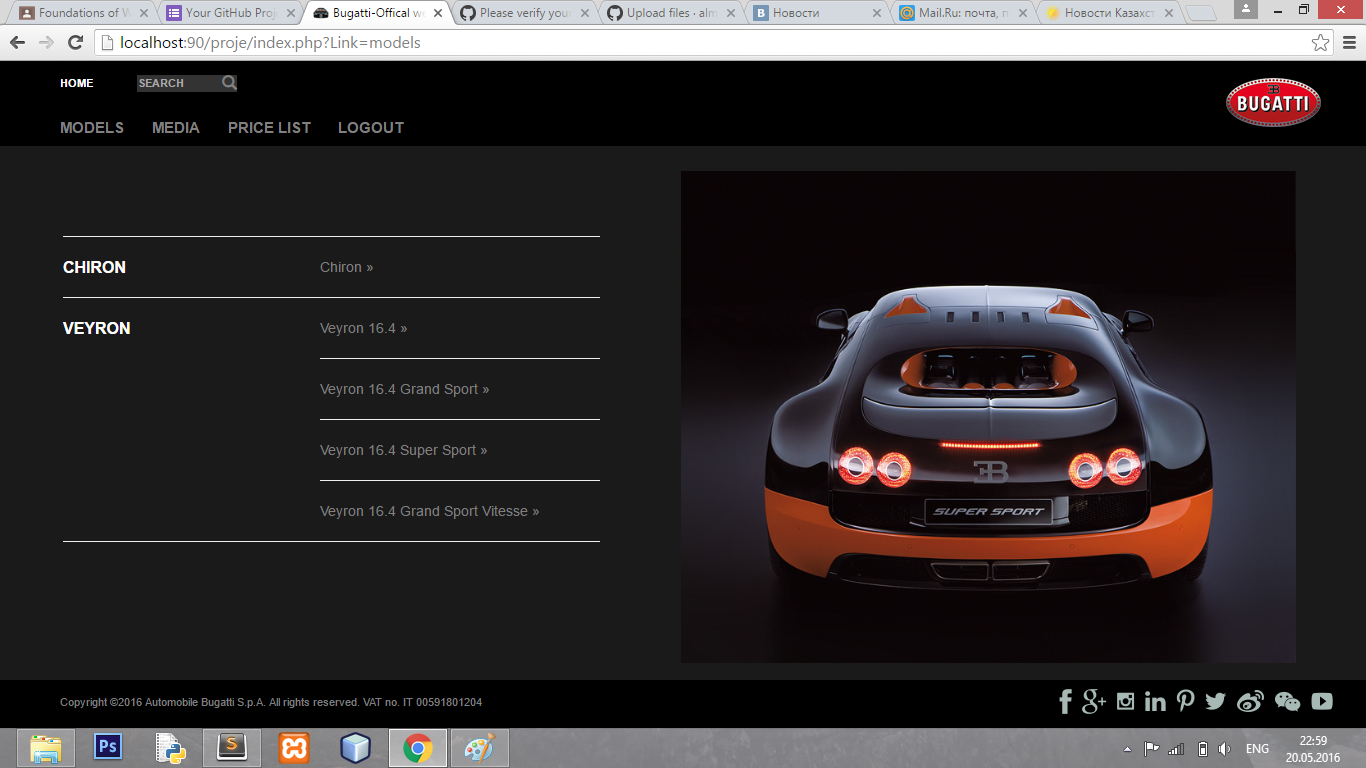 Foundations of W
Your GitHub Proj
Bugatti-Offical we
Please verify your
Upload files · alm
Новости
Mail.Ru: почта, п
Новости Казахст
localhost:90/proje/index.php?Link=models
HOME
SEARCH
BUGATTI
MODELS MEDIA PRICE LIST LOGOUT
CHIRON
Chiron »
VEYRON
Veyron 16.4 »
Veyron 16.4 Grand Sport »
Veyron 16.4 Super Sport »
Veyron 16.4 Grand Sport Vitesse »
SUPER SPORT
Copyright ©2016 Automobile Bugatti S.p.A. All rights reserved. VAT no. IT 00591801204
Ps
S
ENG
22:59
20.05.2016